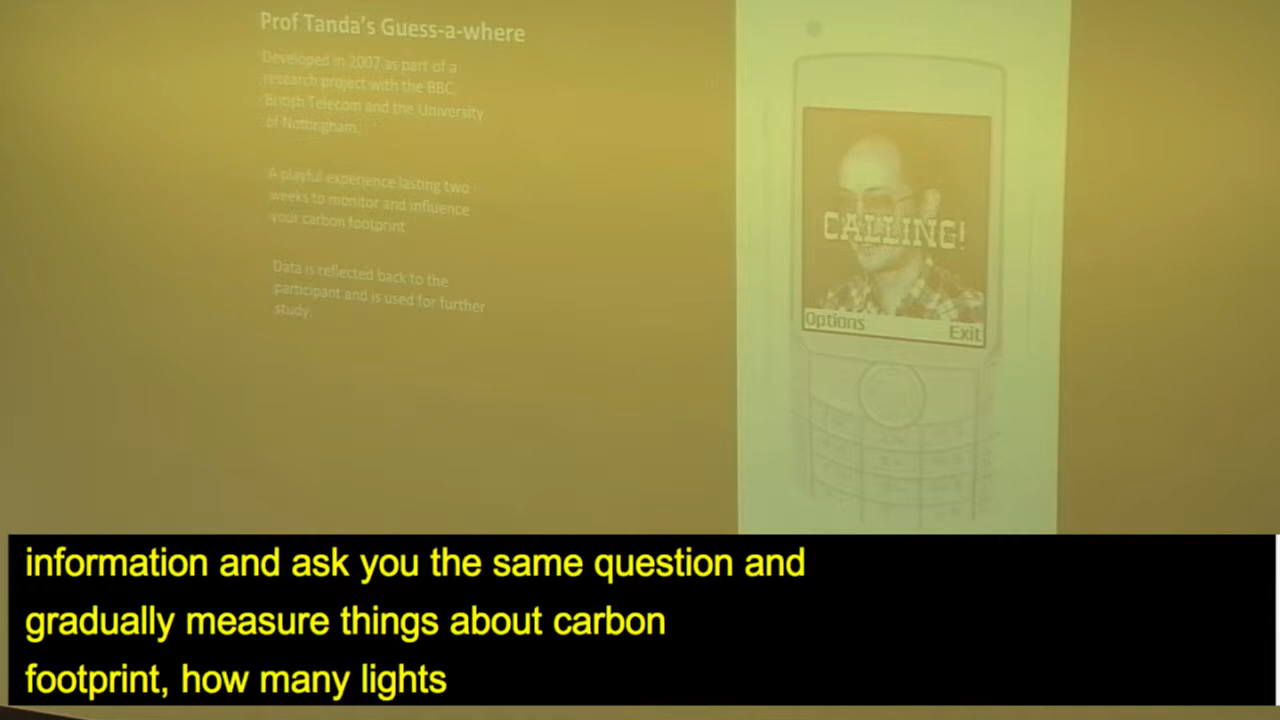 Prof Tanda's Guess-a-where
Developed in 2007 as part of a
research project with the BBC,
British Telecom and the University
of Nottingham.
A playful experience lasting two
weeks to monitor and influence
your carbon footprint
Data is reflected back to the
participant and is used for further
study.
CALLING!
Options
Exit
information and ask you the same question and
gradually measure things about carbon
footprint, how many lights